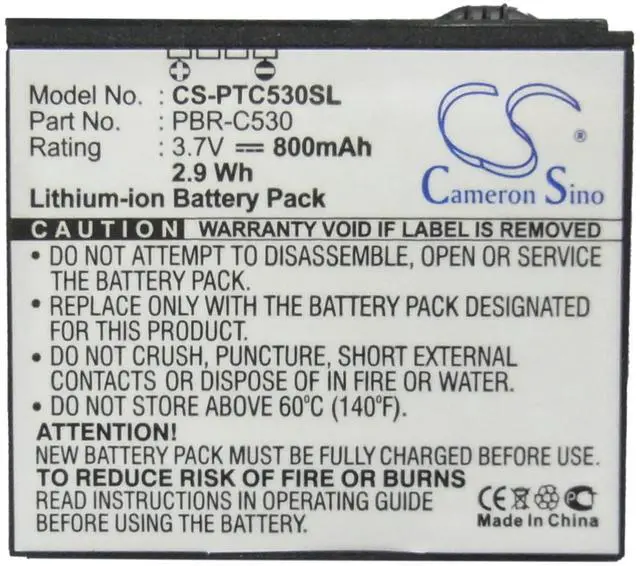 Model No. : CS-PTC530SL
Part No. : PBR-C530
Rating : 3.7V 800mAh
2.9 Wh
Lithium-ion Battery Pack
CS ®
Cameron Sino
CAUTION WARRANTY VOID IF LABEL IS REMOVED
• DO NOT ATTEMPT TO DISASSEMBLE, OPEN OR SERVICE
THE BATTERY PACK.
• REPLACE ONLY WITH THE BATTERY PACK DESIGNATED
FOR THIS PRODUCT.
• DO NOT CRUSH, PUNCTURE, SHORT EXTERNAL
CONTACTS OR DISPOSE OF IN FIRE OR WATER.
• DO NOT STORE ABOVE 60°C (140°F).
ATTENTION!
NEW BATTERY PACK MUST BE FULLY CHARGED BEFORE USING.
TO REDUCE RISK OF FIRE OR BURNS
READ INSTRUCTIONS IN OPERATING GUIDE
BEFORE USING THIS BATTERY PACK.
CE
Made In China